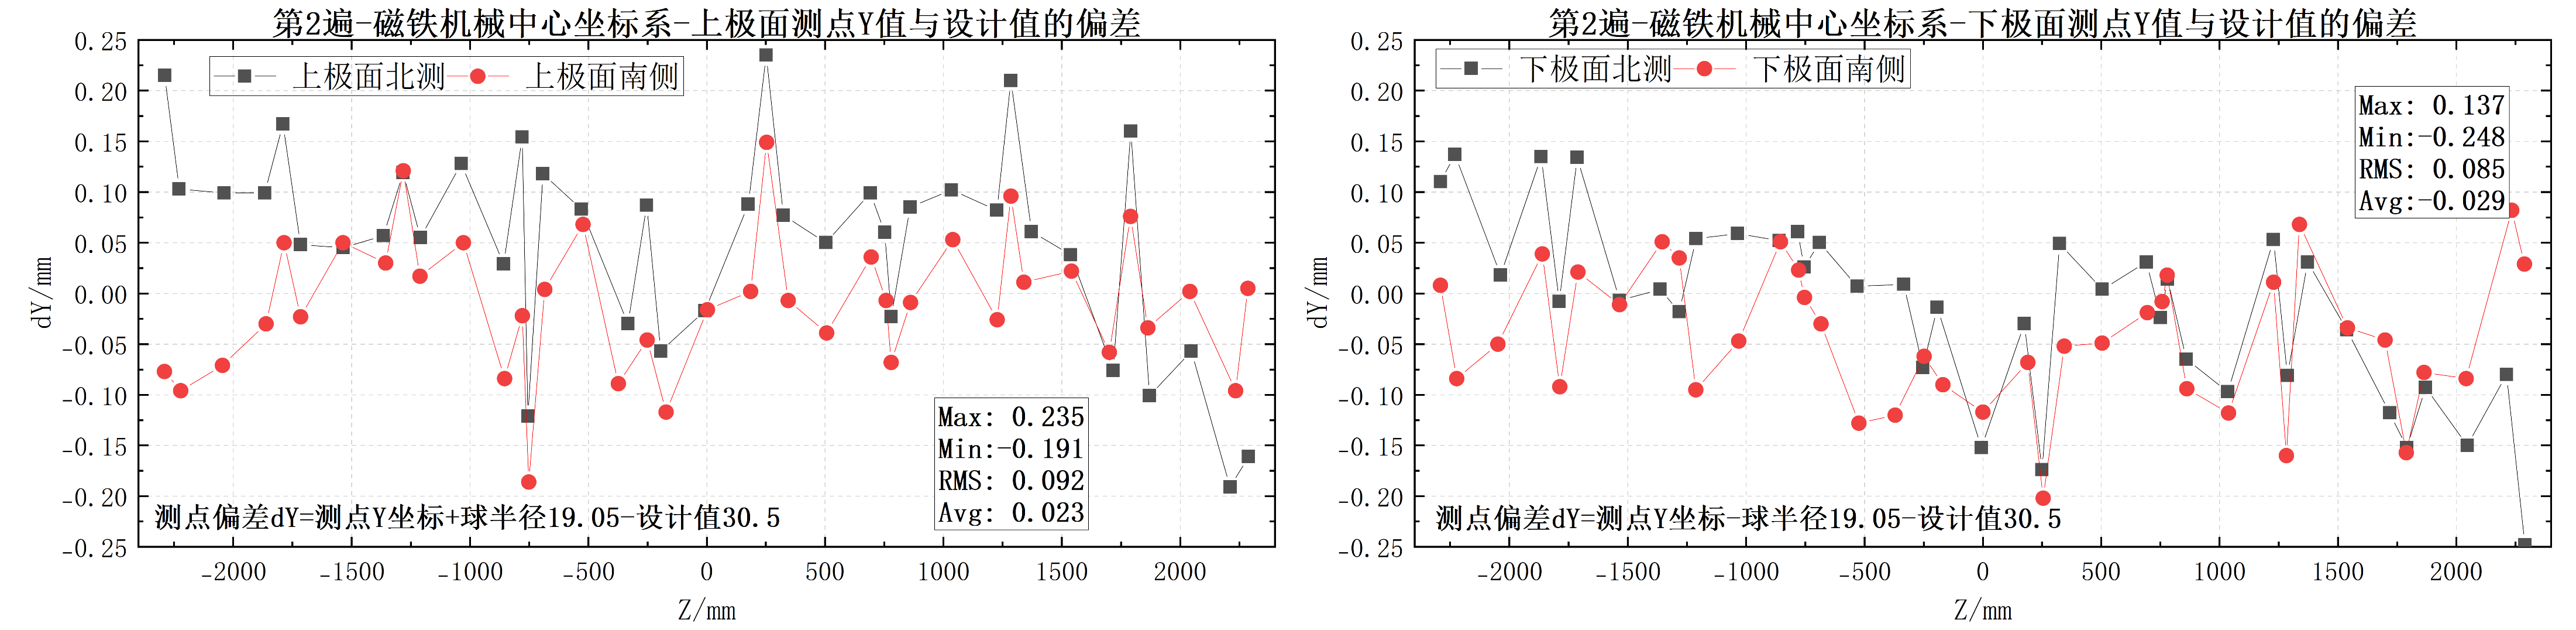 第2遍-磁铁机械中心坐标系-上极面测点Y值与设计值的偏差
0.25
0.20
0.15
0.10
0.05
0.00
-0.05
-0.10
-0.15
-0.20
-0.25
dY/mm
上极面北测 上极面南侧
Max: 0.235
Min:-0.191
RMS: 0.092
Avg: 0.023
测点偏差dY=测点Y坐标+球半径19.05-设计值30.5
-2000 -1500 -1000 -500 0 500 1000 1500 2000
Z/mm
第2遍-磁铁机械中心坐标系-下极面测点Y值与设计值的偏差
0.25
0.20
0.15
0.10
0.05
0.00
-0.05
-0.10
-0.15
-0.20
-0.25
dY/mm
下极面北测 下极面南侧
Max: 0.137
Min:-0.248
RMS: 0.085
Avg:-0.029
测点偏差dY=测点Y坐标-球半径19.05-设计值30.5
-2000 -1500 -1000 -500 0 500 1000 1500 2000
Z/mm